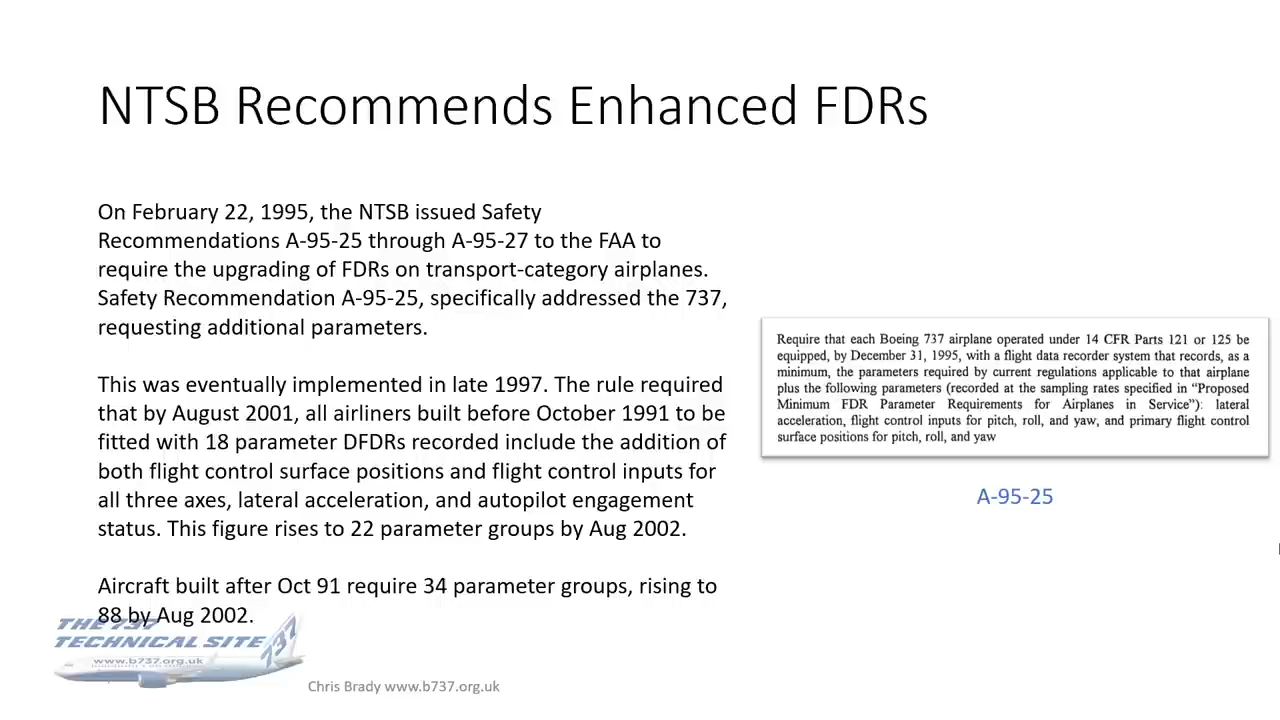 NTSB Recommends Enhanced FDRs
On February 22, 1995, the NTSB issued Safety
Recommendations A-95-25 through A-95-27 to the FAA to
require the upgrading of FDRs on transport-category airplanes.
Safety Recommendation A-95-25, specifically addressed the 737,
requesting additional parameters.
This was eventually implemented in late 1997. The rule required
that by August 2001, all airliners built before October 1991 to be
fitted with 18 parameter DFDRs recorded include the addition of
both flight control surface positions and flight control inputs for
all three axes, lateral acceleration, and autopilot engagement
status. This figure rises to 22 parameter groups by Aug 2002.
Aircraft built after Oct 91 require 34 parameter groups, rising to
88 by Aug 2002.
Require that each Boeing 737 airplane operated under 14 CFR Parts 121 or 125 be
equipped, by December 31, 1995, with a flight data recorder system that records, as a
minimum, the parameters required by current regulations applicable to that airplane
plus the following parameters (recorded at the sampling rates specified in “Proposed
Minimum FDR Parameter Requirements for Airplanes in Service”): lateral
acceleration, flight control inputs for pitch, roll, and yaw, and primary flight control
surface positions for pitch, roll, and yaw
A-95-25
THE 737
TECHNICAL SITE
www.b737.org.uk
737
Chris Brady www.b737.org.uk